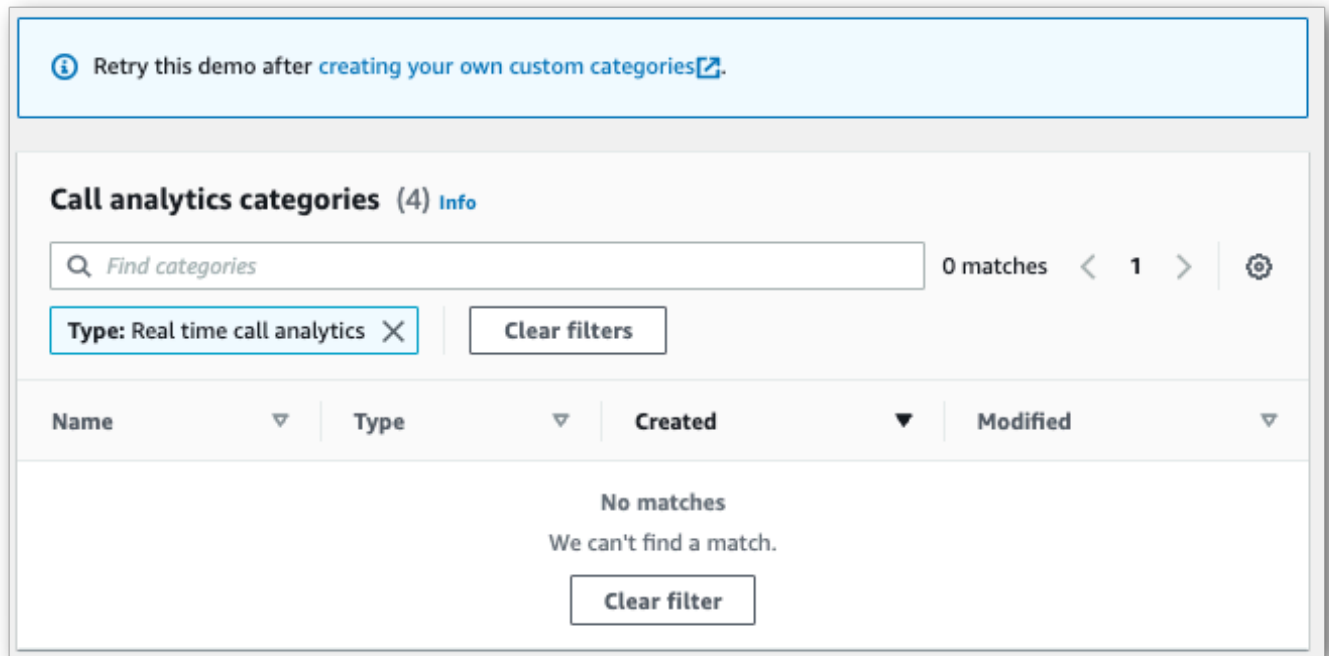 Retry this demo after creating your own custom categories.
Call analytics categories (4) Info
Find categories 0 matches 1
Type: Real time call analytics Clear filters
Name Type Created Modified
No matches
We can't find a match.
Clear filter